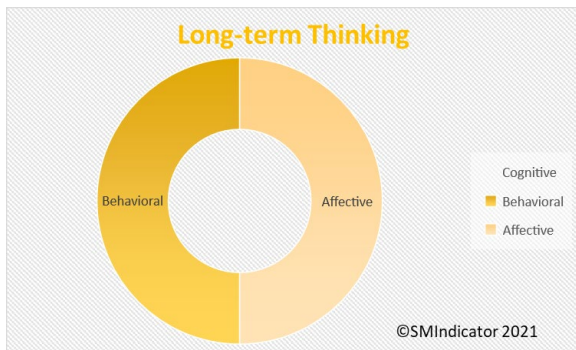 Long-term Thinking
Behavioral
Affective
Cognitive
Behavioral
Affective
©SMIndicator 2021